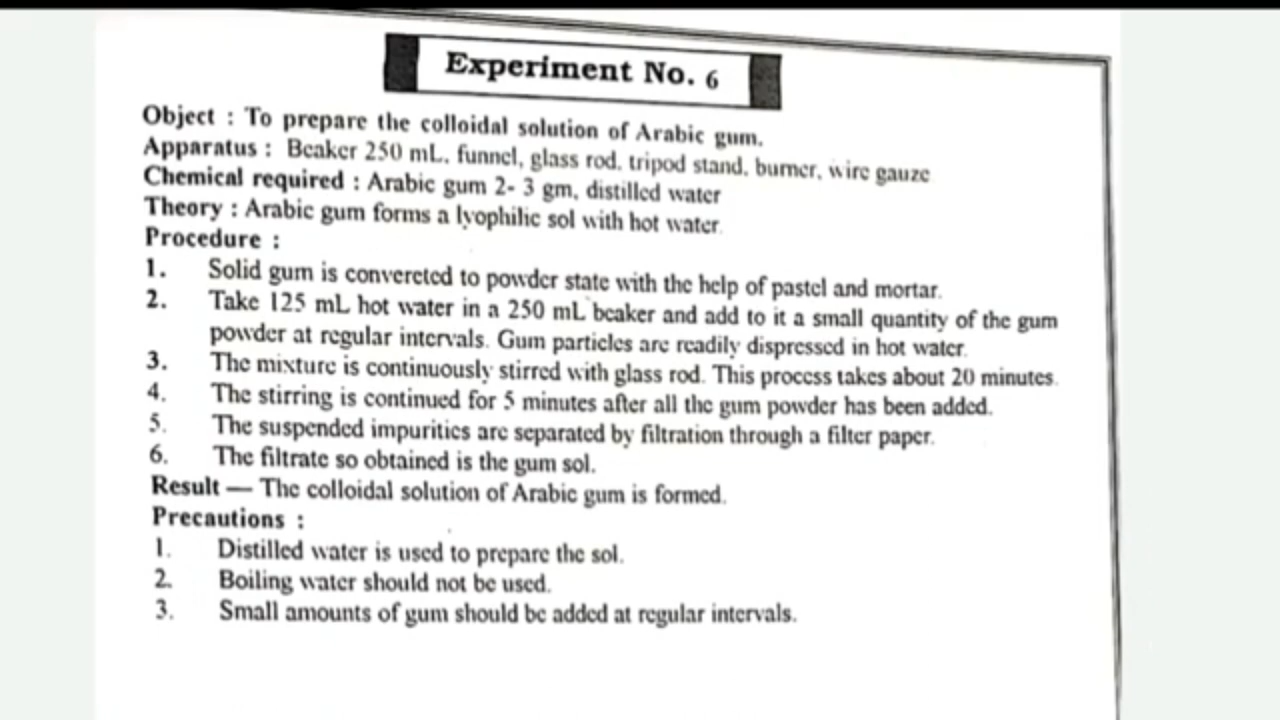 Experiment No. 6
Object : To prepare the colloidal solution of Arabic gum.
Apparatus : Beaker 250 mL, funnel, glass rod, tripod stand, burner, wire gauze
Chemical required : Arabic gum 2- 3 gm, distilled water
Theory : Arabic gum forms a lyophilic sol with hot water.
Procedure :
1. Solid gum is convereted to powder state with the help of pastel and mortar.
2. Take 125 mL hot water in a 250 mL beaker and add to it a small quantity of the gum
powder at regular intervals. Gum particles are readily dispressed in hot water.
3. The mixture is continuously stirred with glass rod. This process takes about 20 minutes.
4. The stirring is continued for 5 minutes after all the gum powder has been added.
5. The suspended impurities are separated by filtration through a filter paper.
6. The filtrate so obtained is the gum sol.
Result — The colloidal solution of Arabic gum is formed.
Precautions :
1. Distilled water is used to prepare the sol.
2. Boiling water should not be used.
3. Small amounts of gum should be added at regular intervals.